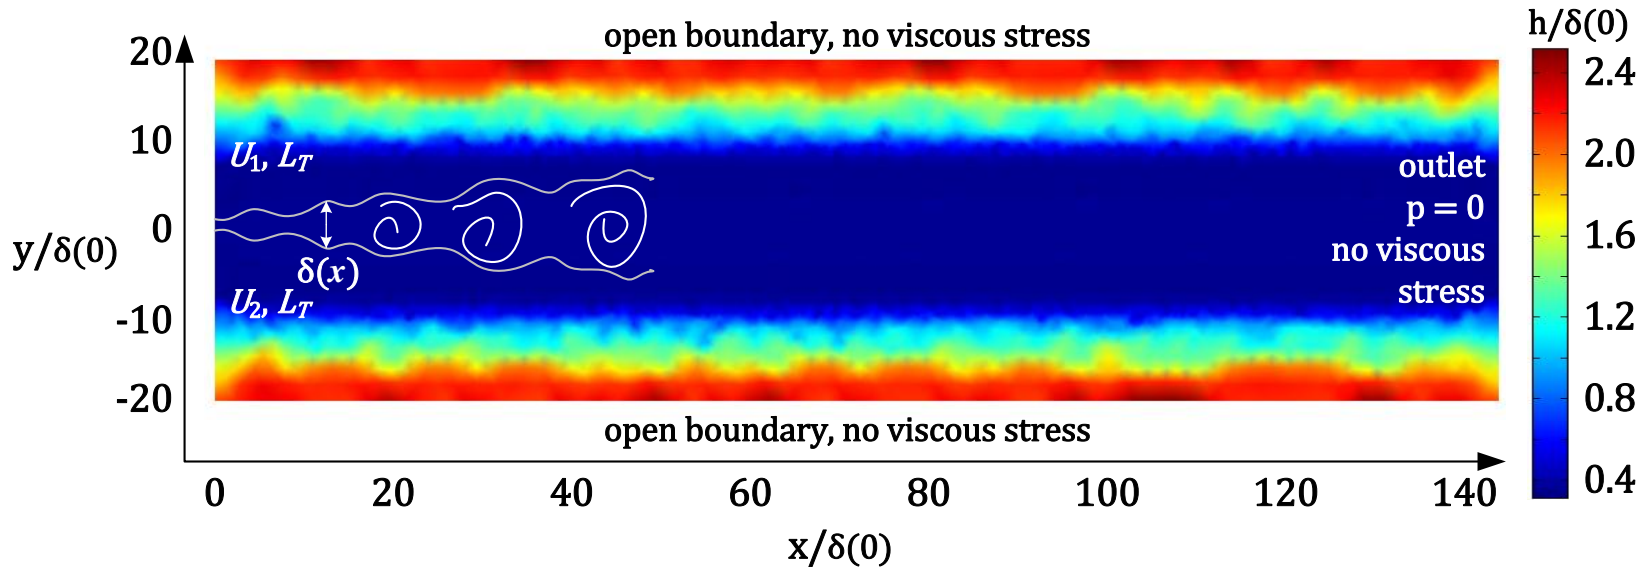 open boundary, no viscous stress
h/δ(0)
20
10
0
-10
-20
y/δ(0)
U1, LT
δ(x)
U2, LT
outlet
p = 0
no viscous
stress
2.4
2.0
1.6
1.2
0.8
0.4
open boundary, no viscous stress
0 20 40 60 80 100 120 140
x/δ(0)